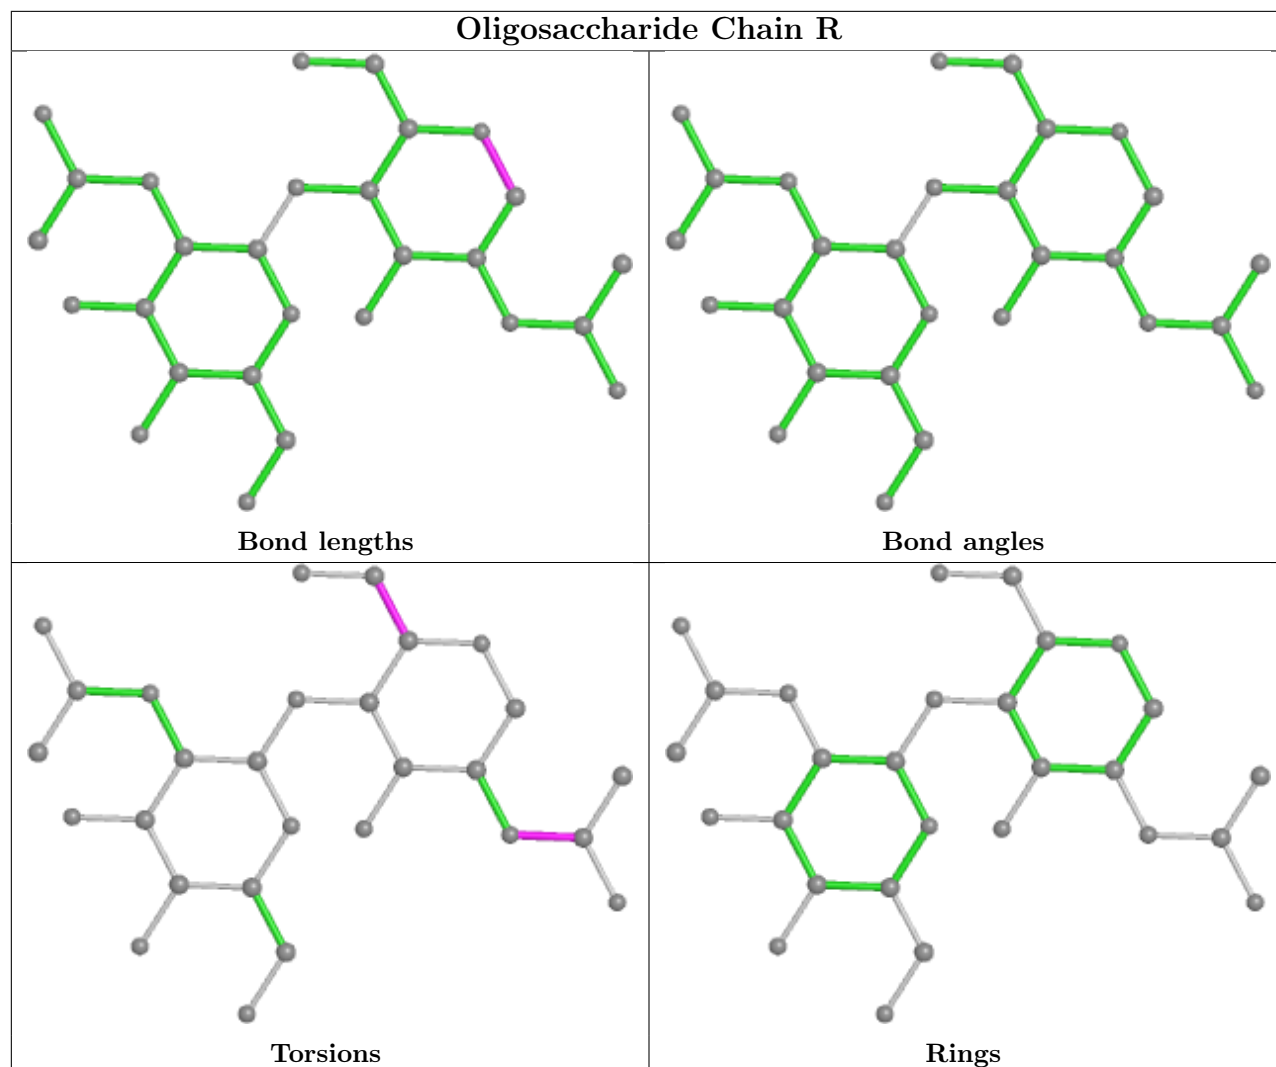 Oligosaccharide Chain R
Bond lengths
Bond angles
Torsions
Rings